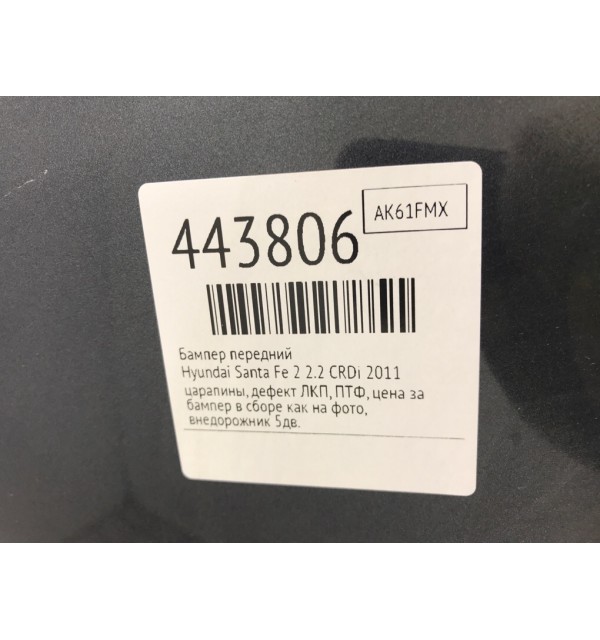 AK61FMX
443806
Бампер передний
Hyundai Santa Fe 2 2.2 CRDi 2011
царапины, дефект ЛКП, ПТФ, цена за
бампер в сборе как на фото,
внедорожник 5дв.